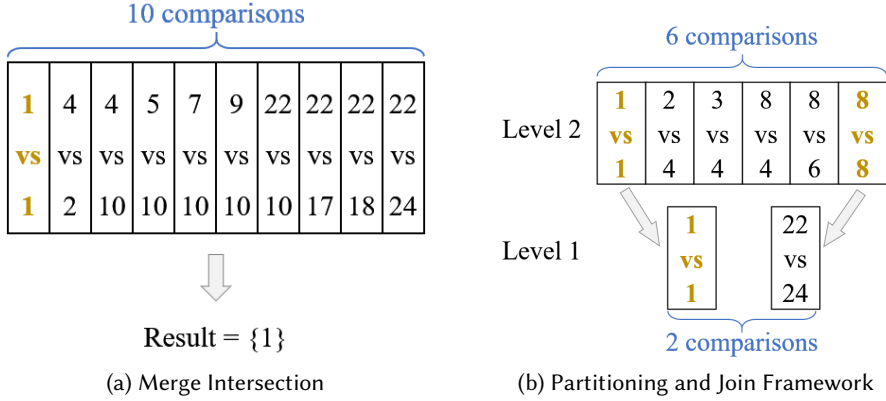 10 comparisons
1 4 4 5 7 9 22 22 22 22
vs vs vs vs vs vs vs vs vs vs
1 2 10 10 10 10 10 17 18 24
Result = {1}
(a) Merge Intersection
6 comparisons
1 2 3 8 8 8
Level 2 vs vs vs vs vs vs
1 4 4 4 6 8
1 22
Level 1 vs vs
1 24
2 comparisons
(b) Partitioning and Join Framework